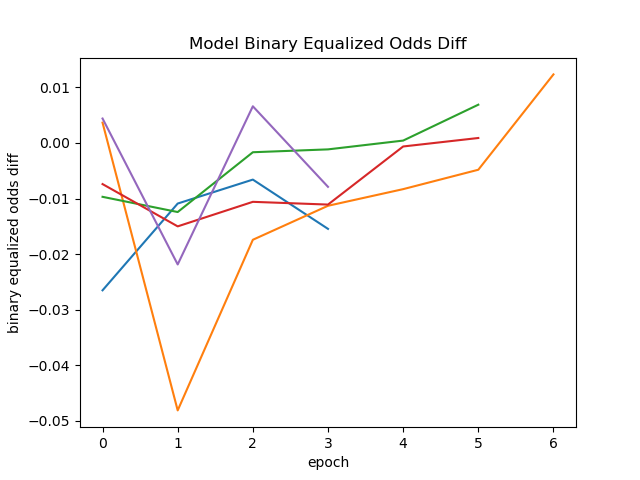 Model Binary Equalized Odds Diff
0.01
0.00
−0.01
−0.02
−0.03
−0.04
−0.05
binary equalized odds diff
0 1 2 3 4 5 6
epoch